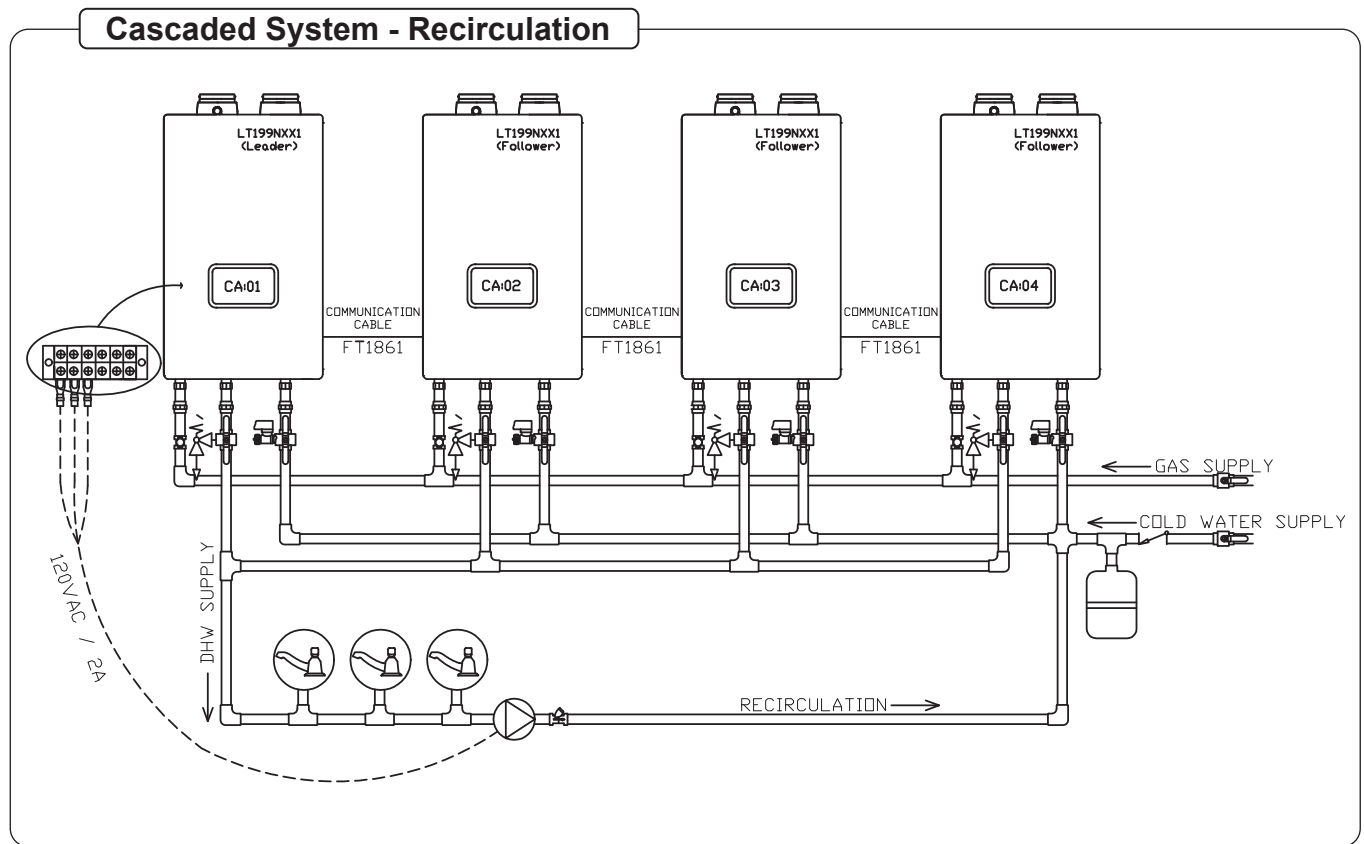 Cascaded System - Recirculation
LT199NXX1
(Leader)
LT199NXX1
(Follower)
LT199NXX1
(Follower)
LT199NXX1
(Follower)
CA:01
CA:02
CA:03
CA:04
COMMUNICATION
CABLE
FT1861
COMMUNICATION
CABLE
FT1861
COMMUNICATION
CABLE
FT1861
GAS SUPPLY
COLD WATER SUPPLY
DHW SUPPLY
120VAC / 2A
RECIRCULATION